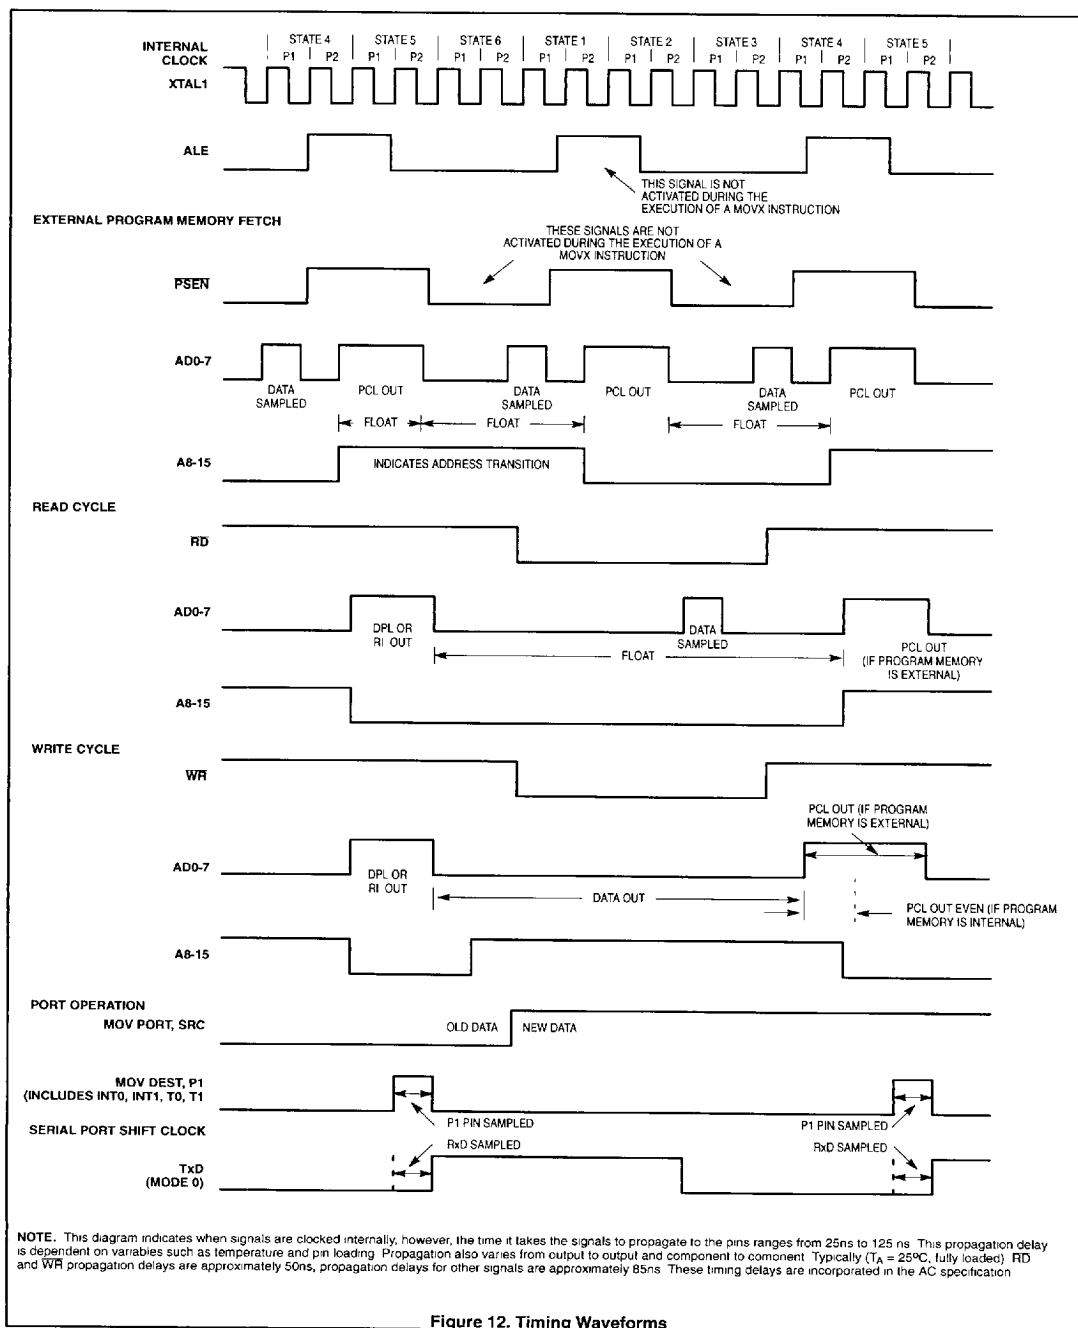 INTERNAL CLOCK
STATE 4 STATE 5 STATE 6 STATE 1 STATE 2 STATE 3 STATE 4 STATE 5
P1 P2 P1 P2 P1 P2 P1 P2 P1 P2 P1 P2 P1 P2 P1 P2
XTAL1
ALE
THIS SIGNAL IS NOT
ACTIVATED DURING THE
EXECUTION OF A MOVX INSTRUCTION
EXTERNAL PROGRAM MEMORY FETCH
THESE SIGNALS ARE NOT
ACTIVATED DURING THE EXECUTION OF A
MOVX INSTRUCTION
PSEN
AD0-7
DATA SAMPLED
PCL OUT
DATA SAMPLED
PCL OUT
DATA SAMPLED
PCL OUT
FLOAT FLOAT FLOAT
A8-15
INDICATES ADDRESS TRANSITION
READ CYCLE
RD
AD0-7
DPL OR
RI OUT
DATA
SAMPLED
FLOAT
PCL OUT
(IF PROGRAM MEMORY
IS EXTERNAL)
A8-15
WRITE CYCLE
WR
PCL OUT (IF PROGRAM
MEMORY IS EXTERNAL)
AD0-7
DPL OR
RI OUT
DATA OUT
PCL OUT EVEN (IF PROGRAM
MEMORY IS INTERNAL)
A8-15
PORT OPERATION
MOV PORT, SRC
OLD DATA NEW DATA
MOV DEST, P1
(INCLUDES INT0, INT1, T0, T1
P1 PIN SAMPLED P1 PIN SAMPLED
SERIAL PORT SHIFT CLOCK
RxD SAMPLED RxD SAMPLED
TxD
(MODE 0)
NOTE. This diagram indicates when signals are clocked internally, however, the time it takes the signals to propagate to the pins ranges from 25ns to 125 ns This propagation delay
is dependent on variables such as temperature and pin loading Propagation also varies from output to output and component to comonent Typically (TA = 25ºC, fully loaded) RD
and WR propagation delays are approximately 50ns, propagation delays for other signals are approximately 85ns These timing delays are incorporated in the AC specification
Figure 12. Timing Waveforms